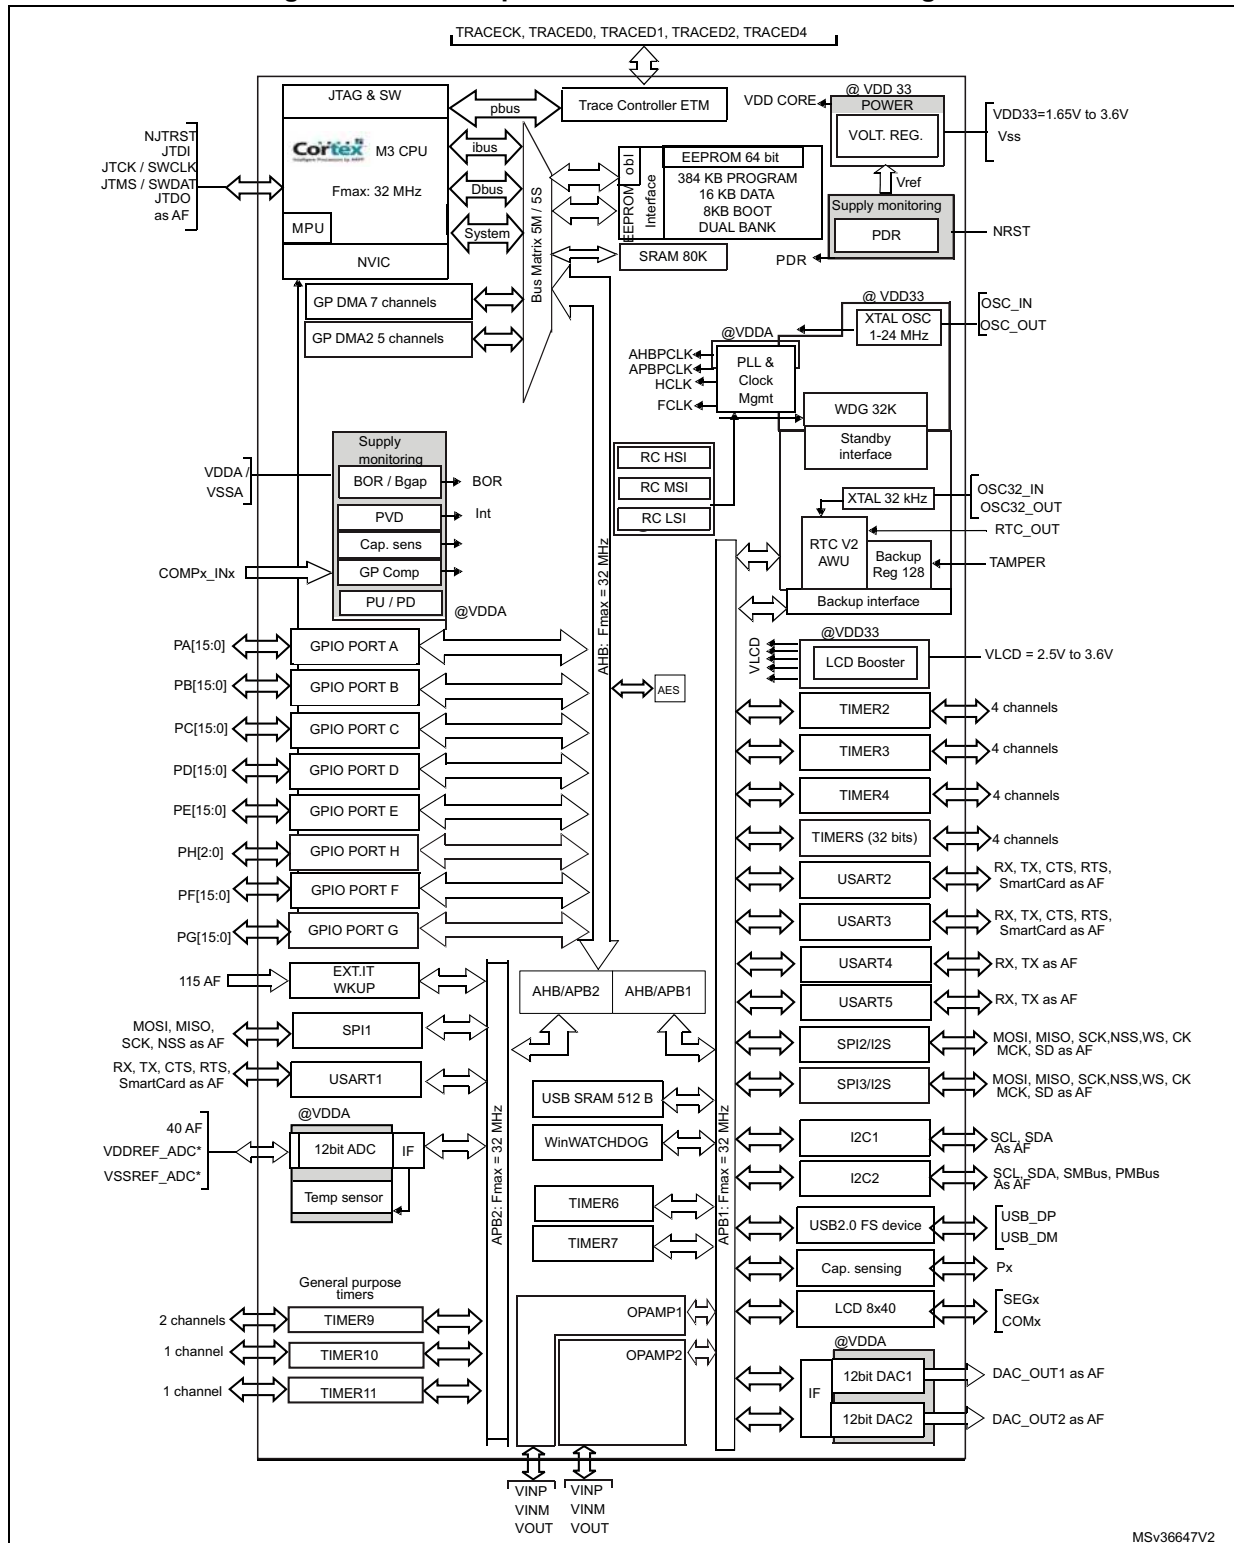 TRACECK, TRACED0, TRACED1, TRACED2, TRACED4
JTAG & SW
pbus
Trace Controller ETM
VDD CORE
@ VDD 33
POWER
VOLT. REG.
VDD33=1.65V to 3.6V
Vss
NJTRST
JTDI
JTCK / SWCLK
JTMS / SWDAT
JTDO
as AF
Cortex
M3 CPU
Fmax: 32 MHz
MPU
NVIC
ibus
Dbus
System
Bus Matrix 5M / 5S
EEPROM
Interface
obl
EEPROM 64 bit
384 KB PROGRAM
16 KB DATA
8KB BOOT
DUAL BANK
SRAM 80K
Vref
Supply monitoring
PDR
NRST
PDR
GP DMA 7 channels
GP DMA2 5 channels
@ VDD33
XTAL OSC
1-24 MHz
OSC_IN
OSC_OUT
@VDDA
PLL &
Clock
Mgmt
AHBPCLK
APBPCLK
HCLK
FCLK
WDG 32K
Standby
interface
RC HSI
RC MSI
RC LSI
XTAL 32 kHz
OSC32_IN
OSC32_OUT
RTC_OUT
RTC V2
AWU
Backup
Reg 128
TAMPER
Backup interface
Supply
monitoring
VDDA /
VSSA
BOR / Bgap
BOR
PVD
Int
Cap. sens
COMPx_INx
GP Comp
PU / PD
@VDDA
AHB: Fmax = 32 MHz
@VDD33
VLCD
LCD Booster
VLCD = 2.5V to 3.6V
AES
PA[15:0]
GPIO PORT A
PB[15:0]
GPIO PORT B
PC[15:0]
GPIO PORT C
PD[15:0]
GPIO PORT D
PE[15:0]
GPIO PORT E
PH[2:0]
GPIO PORT H
PF[15:0]
GPIO PORT F
PG[15:0]
GPIO PORT G
TIMER2
4 channels
TIMER3
4 channels
TIMER4
4 channels
TIMERS (32 bits)
4 channels
USART2
RX, TX, CTS, RTS,
SmartCard as AF
USART3
RX, TX, CTS, RTS,
SmartCard as AF
USART4
RX, TX as AF
USART5
RX, TX as AF
SPI2/I2S
MOSI, MISO, SCK,NSS,WS, CK
MCK, SD as AF
SPI3/I2S
MOSI, MISO, SCK,NSS,WS, CK
MCK, SD as AF
I2C1
SCL, SDA
As AF
I2C2
SCL, SDA, SMBus, PMBus
As AF
USB2.0 FS device
USB_DP
USB_DM
Cap. sensing
Px
LCD 8x40
SEGx
COMx
@VDDA
IF
12bit DAC1
DAC_OUT1 as AF
12bit DAC2
DAC_OUT2 as AF
115 AF
EXT.IT
WKUP
MOSI, MISO,
SCK, NSS as AF
SPI1
RX, TX, CTS, RTS,
SmartCard as AF
USART1
@VDDA
40 AF
VDDREF_ADC*
VSSREF_ADC*
12bit ADC
IF
Temp sensor
APB2: Fmax = 32 MHz
AHB/APB2
AHB/APB1
USB SRAM 512 B
WinWATCHDOG
TIMER6
TIMER7
APB1: Fmax = 32 MHz
General purpose
timers
2 channels
TIMER9
1 channel
TIMER10
1 channel
TIMER11
OPAMP1
OPAMP2
VINP
VINM
VOUT
VINP
VINM
VOUT
MSv36647V2